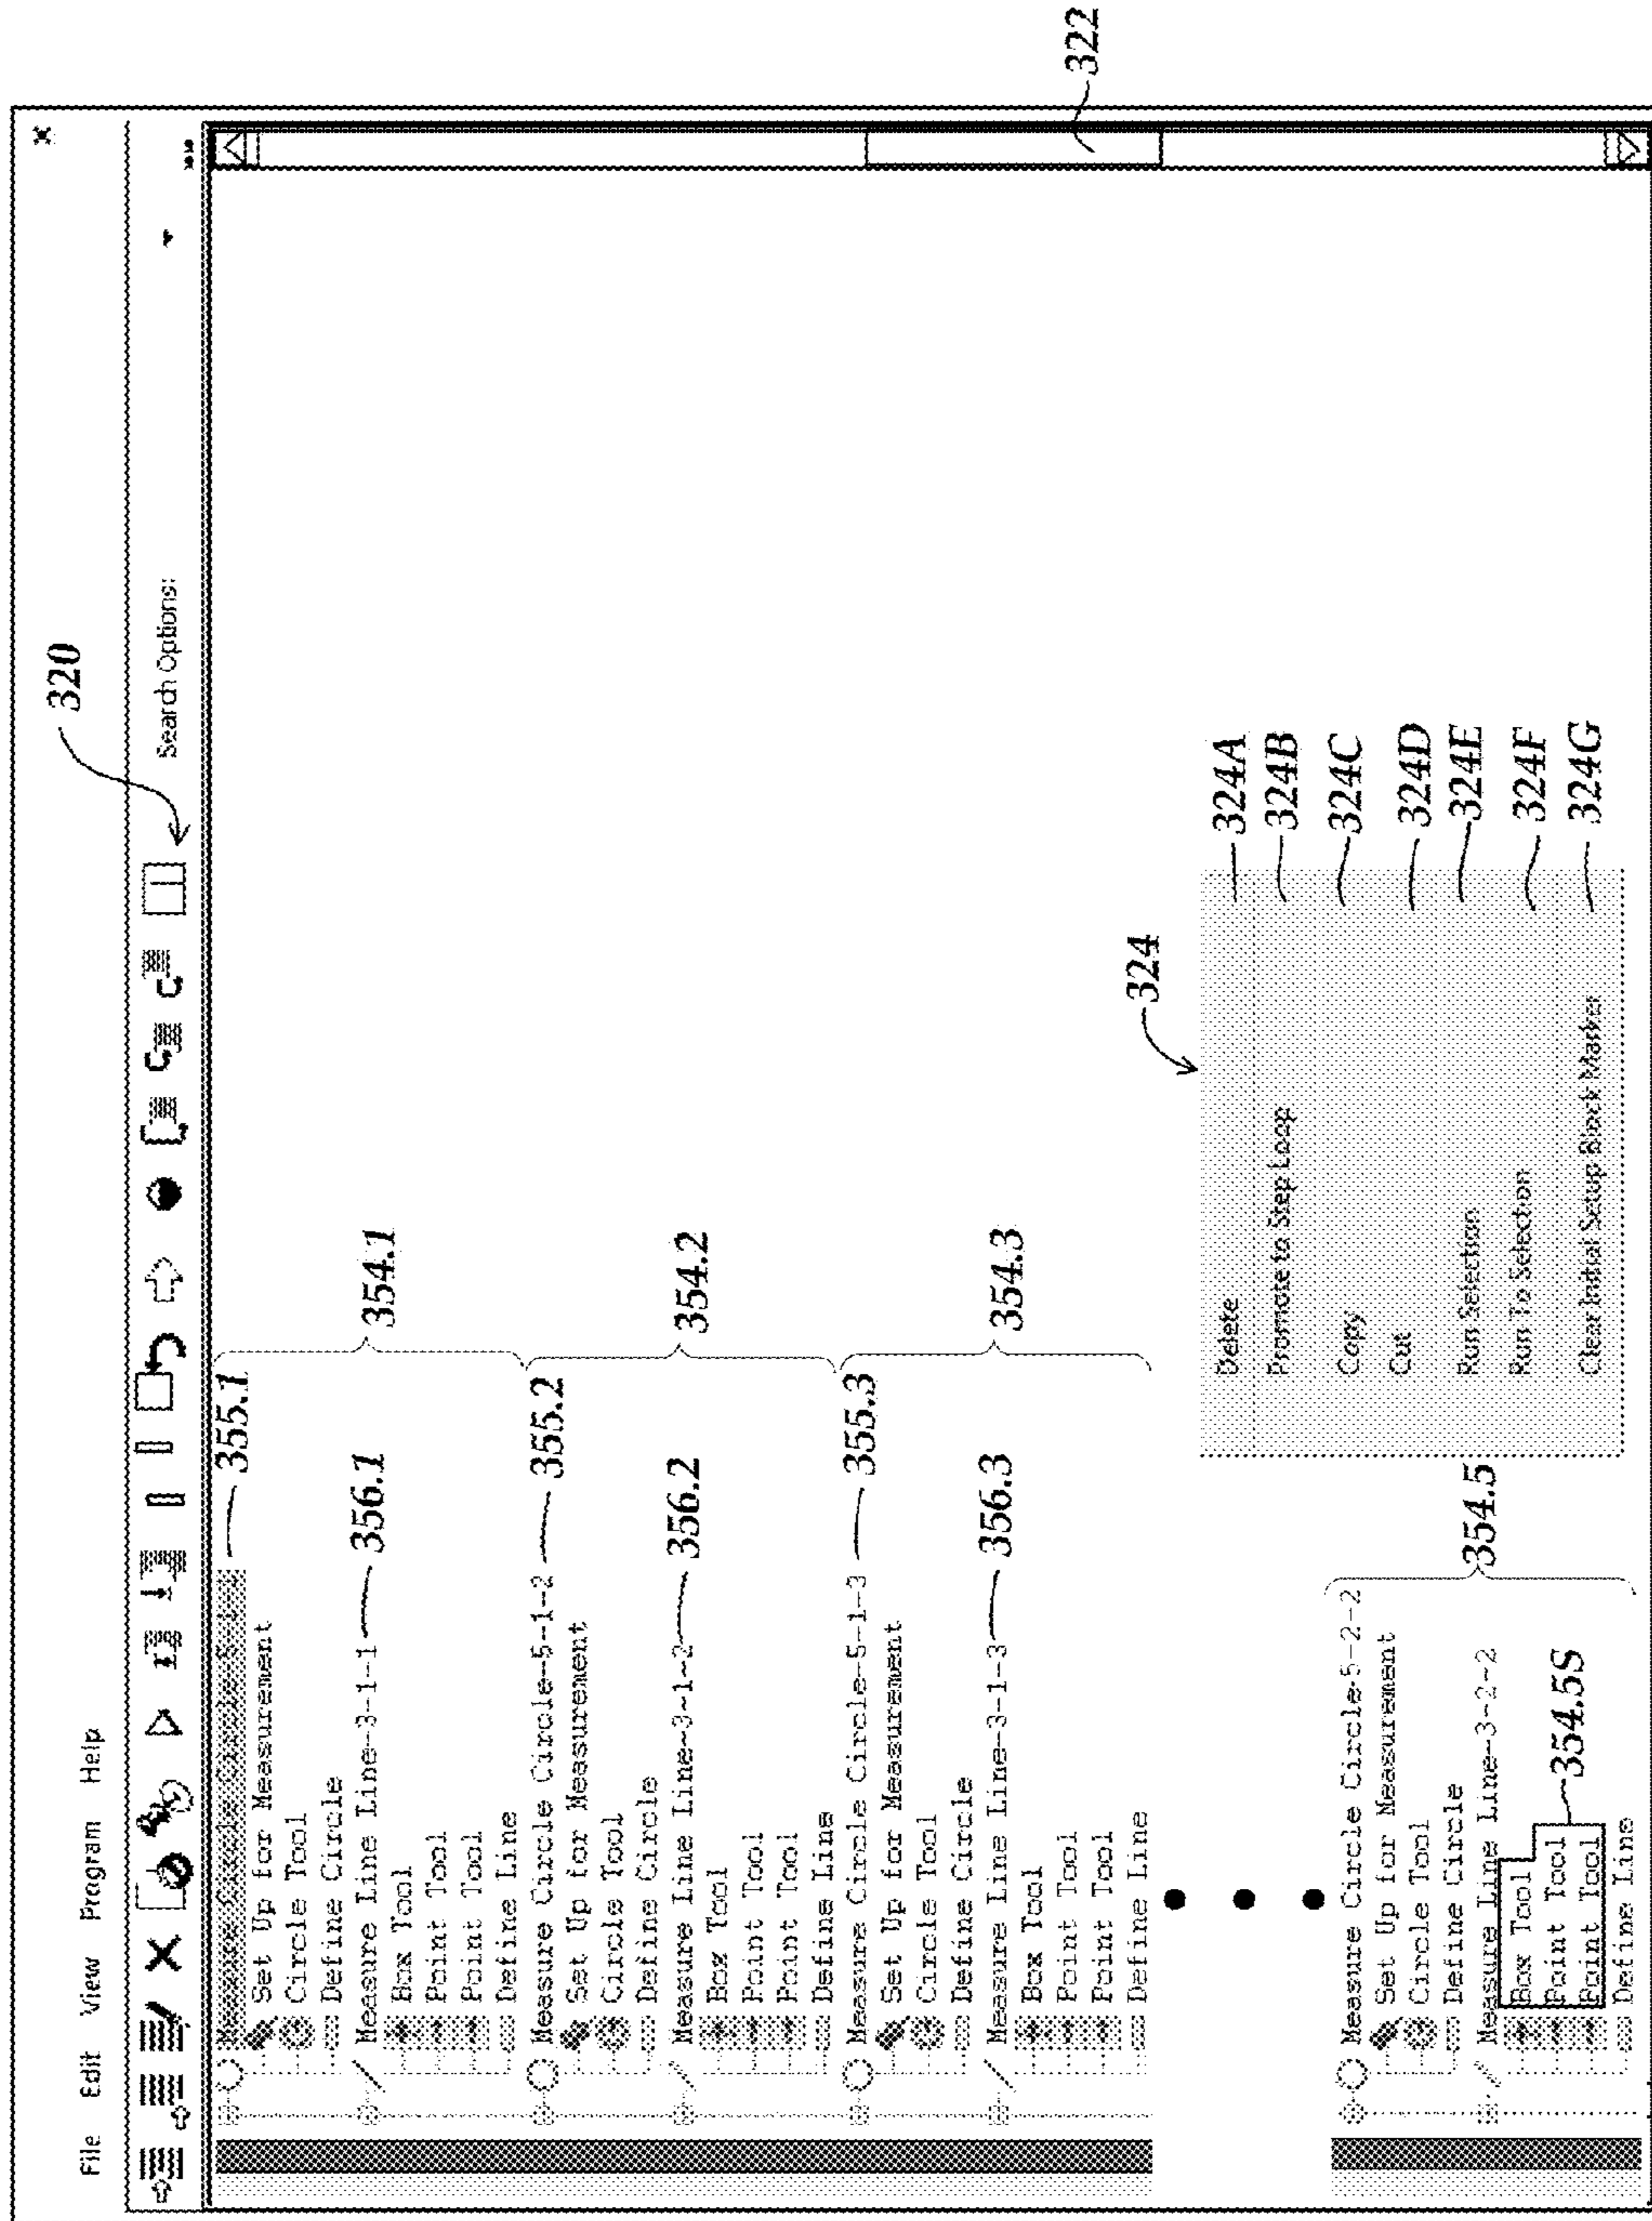 320
File Edit View Program Help
Search Options:
322
355.1
Set Up for Measurement
Circle Tool
Define Circle
354.1
Measure Line Line-3-1-1
356.1
Box Tool
Point Tool
Point Tool
Define Line
Measure Circle Circle-5-1-2
355.2
Set Up for Measurement
Circle Tool
Define Circle
354.2
Measure Line Line-3-1-2
356.2
Box Tool
Point Tool
Point Tool
Define Line
Measure Circle Circle-5-1-3
355.3
Set Up for Measurement
Circle Tool
Define Circle
354.3
Measure Line Line-3-1-3
356.3
Box Tool
Point Tool
Point Tool
Define Line
Measure Circle Circle-5-2-2
Set Up for Measurement
Circle Tool
Define Circle
354.5
Measure Line Line-3-2-2
Box Tool
Point Tool
Point Tool
354.5S
Define Line
324
Delete
324A
Promote to Step Loop
324B
Copy
324C
Cut
324D
Run Selection
324E
Run To Selection
324F
Clear Initial Setup Block Marker
324G